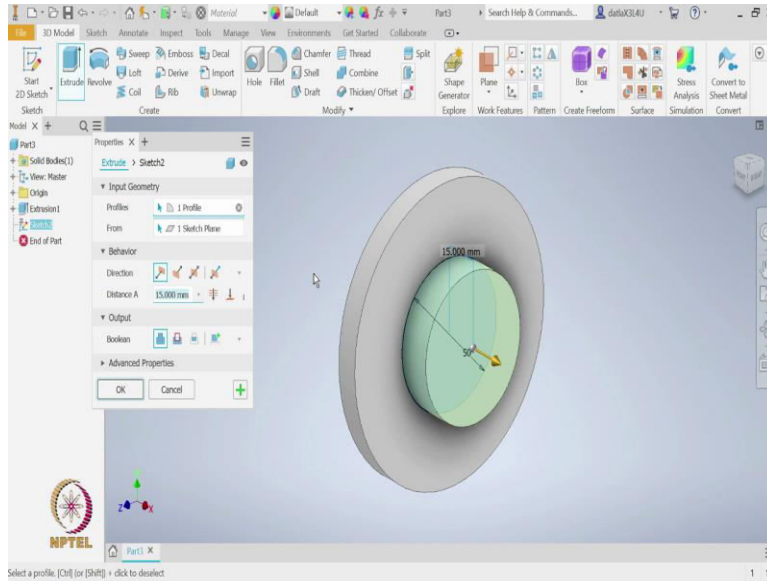 Material Default fx Part3 Search Help & Commands... datlaX3L4U
File 3D Model Sketch Annotate Inspect Tools Manage View Environments Get Started Collaborate
Start 2D Sketch Extrude Revolve Sweep Emboss Decal Loft Derive Import Coil Rib Unwrap
Hole Fillet Chamfer Thread Split Shell Combine Draft Thicken/ Offset
Shape Generator Plane Box Stress Analysis Convert to Sheet Metal
Sketch Create Modify Explore Work Features Pattern Create Freeform Surface Simulation Convert
Model X +
Part3
Solid Bodies(1)
View: Master
Origin
Extrusion1
Sketch2
End of Part
Properties X +
Extrude > Sketch2
Input Geometry
Profiles 1 Profile
From 1 Sketch Plane
Behavior
Direction
Distance A 15.000 mm
Output
Boolean
Advanced Properties
OK Cancel
15.000 mm
50
Z X
NPTEL
Part3 X
Select a profile. [Ctrl] (or [Shift]) + click to deselect 1